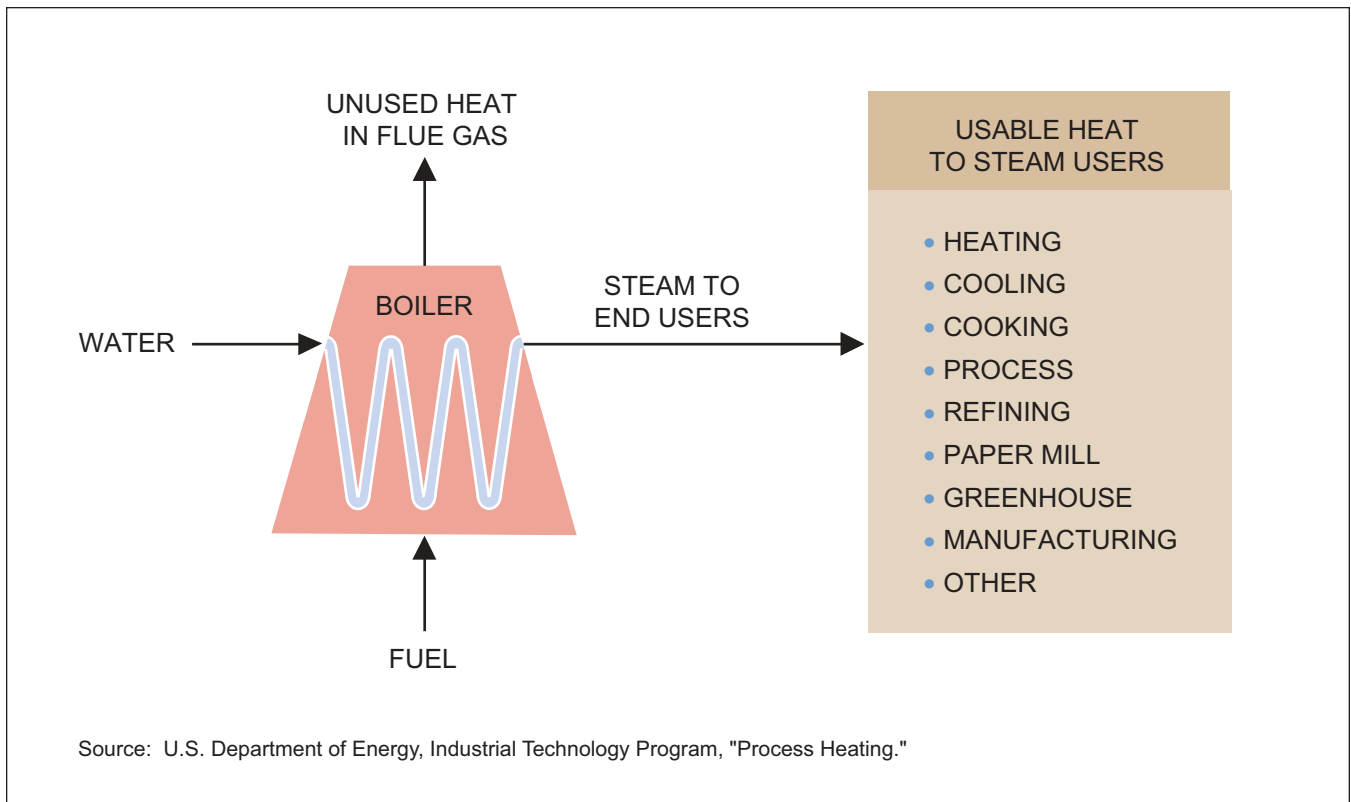 UNUSED HEAT
IN FLUE GAS
USABLE HEAT
TO STEAM USERS
BOILER
WATER
STEAM TO
END USERS
• HEATING
• COOLING
• COOKING
• PROCESS
• REFINING
• PAPER MILL
• GREENHOUSE
• MANUFACTURING
• OTHER
FUEL
Source: U.S. Department of Energy, Industrial Technology Program, "Process Heating."